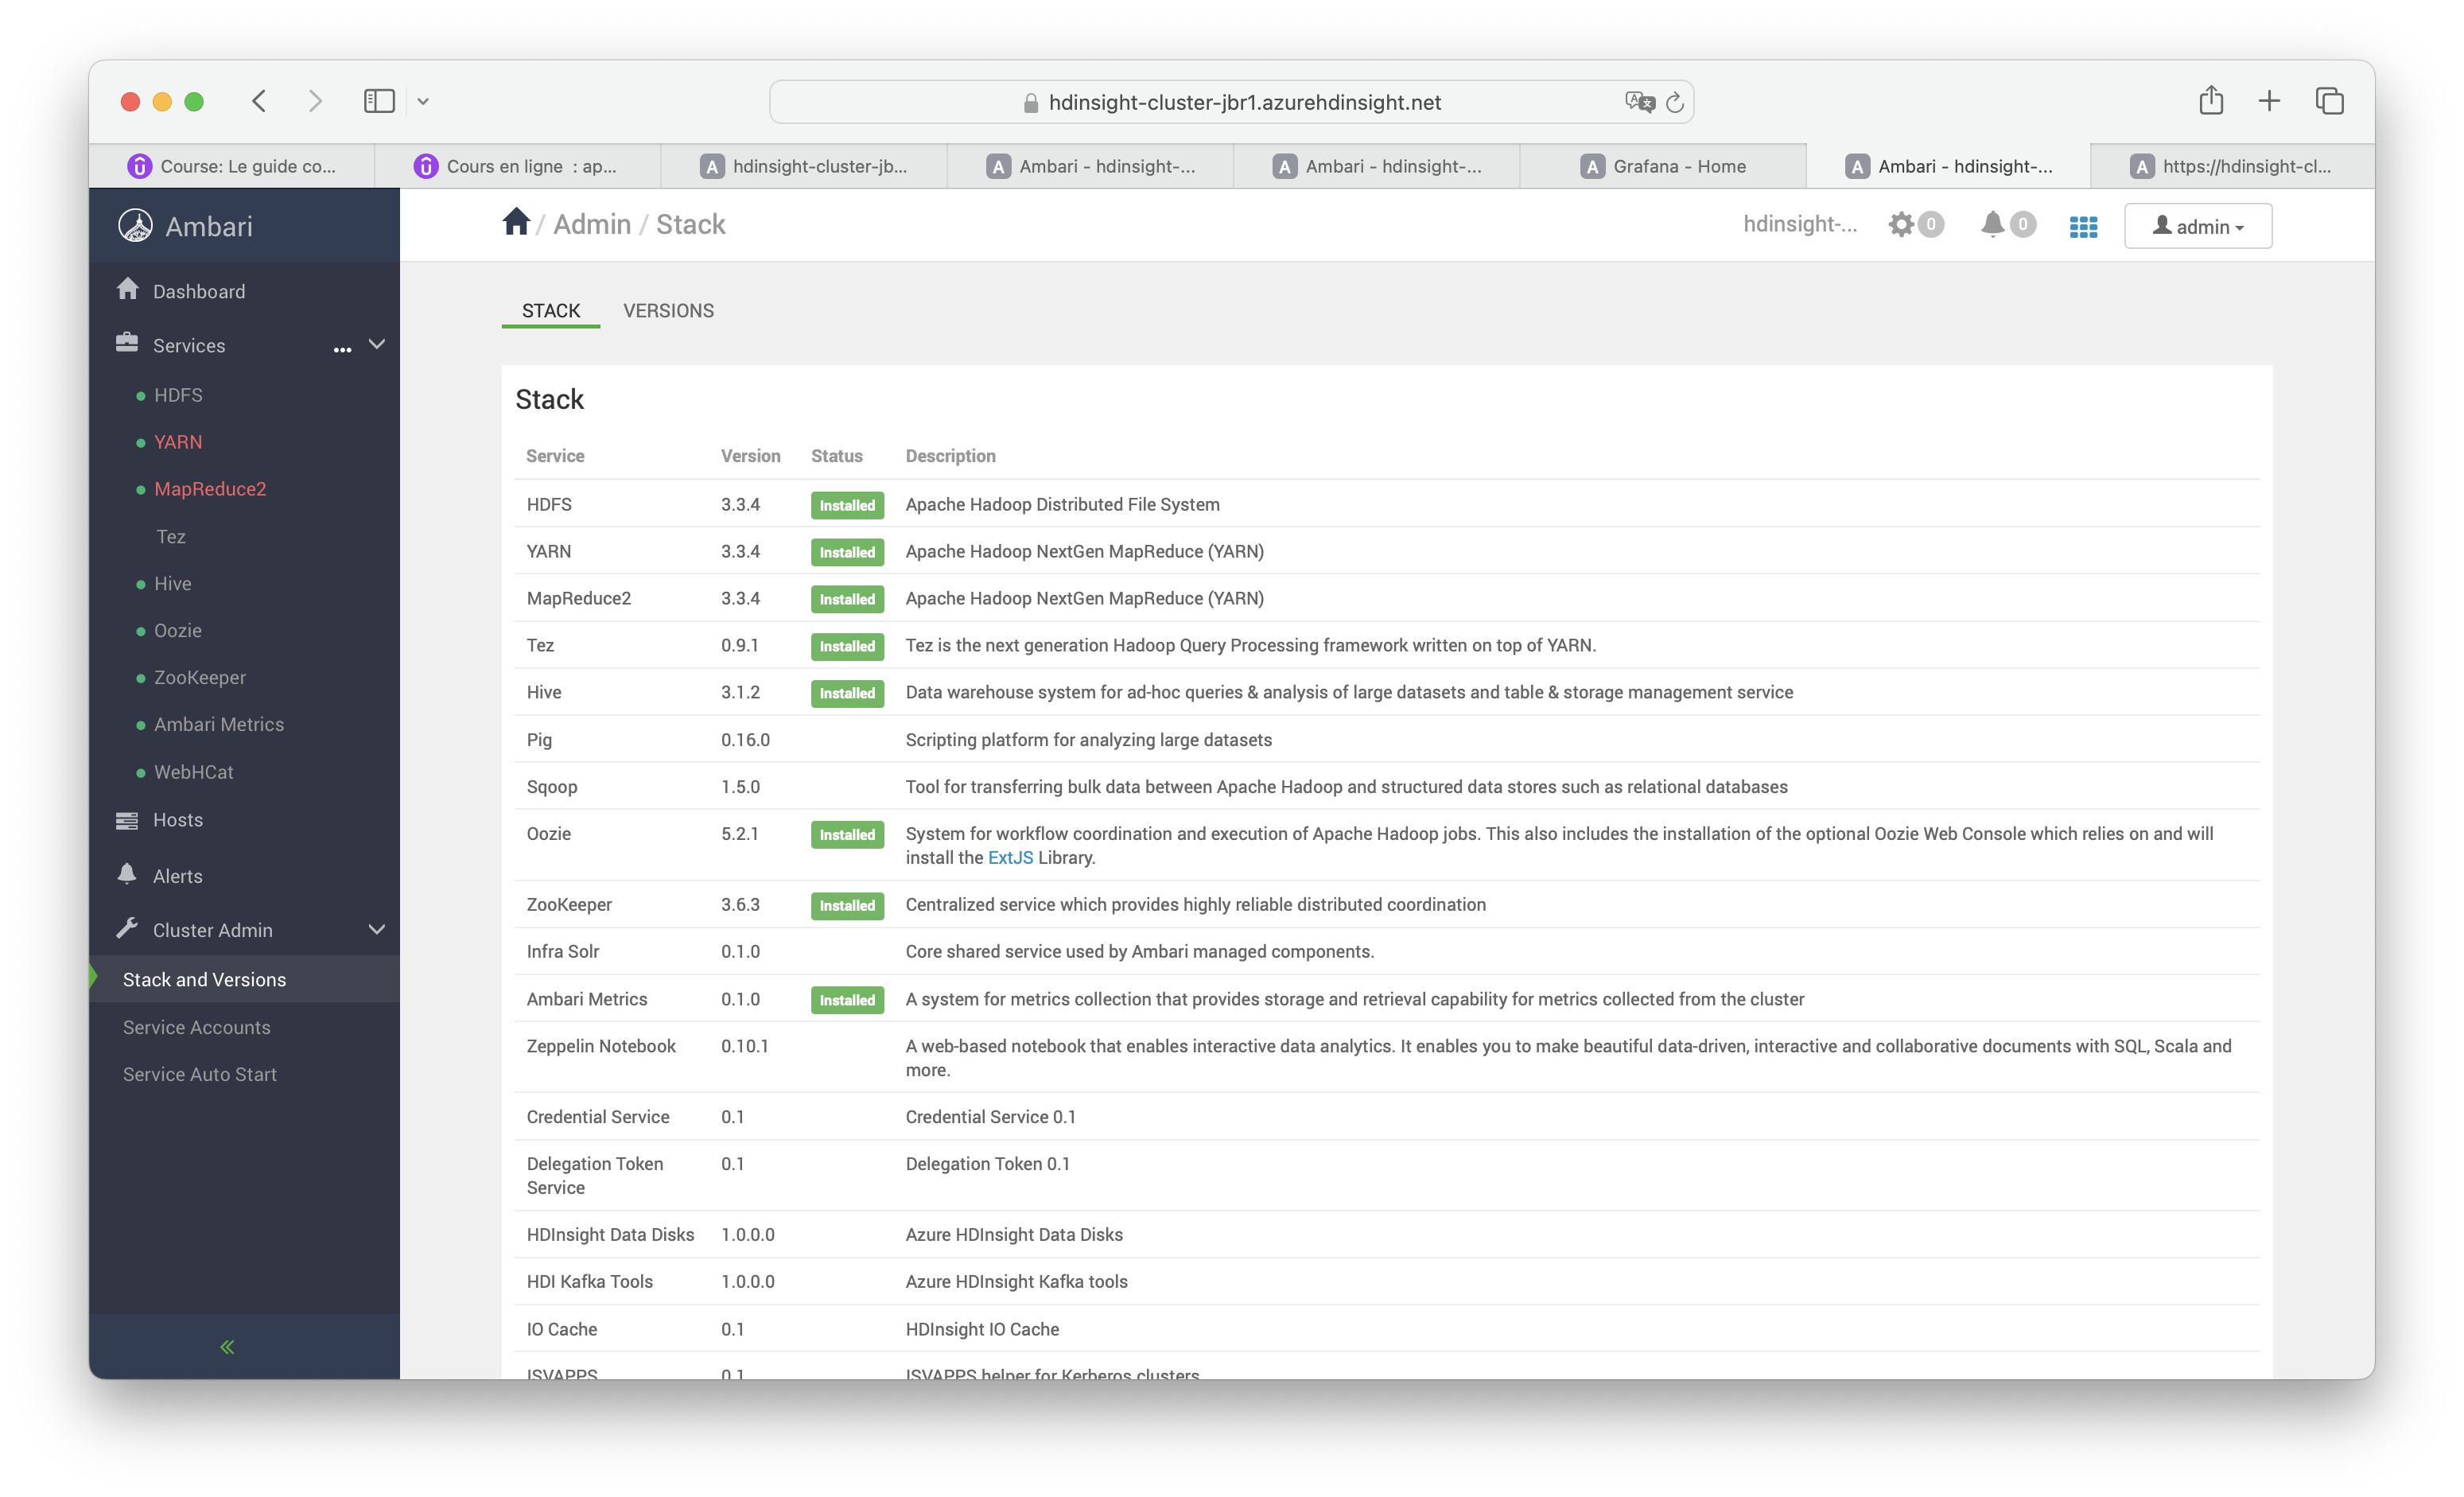 hdinsight-cluster-jbr1.azurehdinsight.net
Course: Le guide co...
Cours en ligne : ap...
hdinsight-cluster-jb...
Ambari - hdinsight-...
Ambari - hdinsight-...
Grafana - Home
Ambari - hdinsight-...
https://hdinsight-cl...
Ambari
/ Admin / Stack
hdinsight-...
0
0
admin
Dashboard
Services
...
HDFS
YARN
MapReduce2
Tez
Hive
Oozie
ZooKeeper
Ambari Metrics
WebHCat
Hosts
Alerts
Cluster Admin
Stack and Versions
Service Accounts
Service Auto Start
STACK
VERSIONS
Stack
Service Version Status Description
HDFS 3.3.4 Installed Apache Hadoop Distributed File System
YARN 3.3.4 Installed Apache Hadoop NextGen MapReduce (YARN)
MapReduce2 3.3.4 Installed Apache Hadoop NextGen MapReduce (YARN)
Tez 0.9.1 Installed Tez is the next generation Hadoop Query Processing framework written on top of YARN.
Hive 3.1.2 Installed Data warehouse system for ad-hoc queries & analysis of large datasets and table & storage management service
Pig 0.16.0 Scripting platform for analyzing large datasets
Sqoop 1.5.0 Tool for transferring bulk data between Apache Hadoop and structured data stores such as relational databases
Oozie 5.2.1 Installed System for workflow coordination and execution of Apache Hadoop jobs. This also includes the installation of the optional Oozie Web Console which relies on and will
install the ExtJS Library.
ZooKeeper 3.6.3 Installed Centralized service which provides highly reliable distributed coordination
Infra Solr 0.1.0 Core shared service used by Ambari managed components.
Ambari Metrics 0.1.0 Installed A system for metrics collection that provides storage and retrieval capability for metrics collected from the cluster
Zeppelin Notebook 0.10.1 A web-based notebook that enables interactive data analytics. It enables you to make beautiful data-driven, interactive and collaborative documents with SQL, Scala and
more.
Credential Service 0.1 Credential Service 0.1
Delegation Token 0.1 Delegation Token 0.1
Service
HDInsight Data Disks 1.0.0.0 Azure HDInsight Data Disks
HDI Kafka Tools 1.0.0.0 Azure HDInsight Kafka tools
IO Cache 0.1 HDInsight IO Cache
ISVAPPS 0.1 ISVAPPS helper for Kerberos clusters